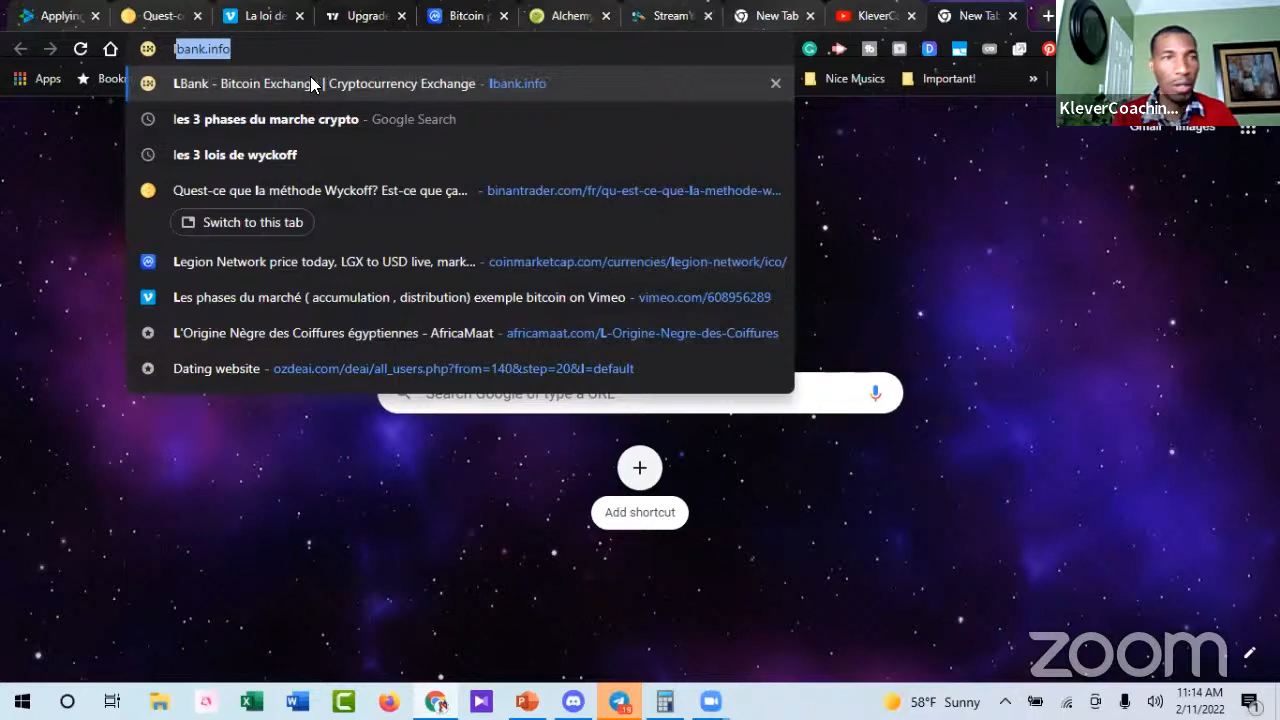 Applying
Quest-c
La loi de
Upgrade
Bitcoin
Alchemy
StreamY
New Tab
KleverC
New Tab
lbank.info
Apps
Book
Nice Musics
Important!
»
KleverCoachin...
Gmail
Images
LBank - Bitcoin Exchange | Cryptocurrency Exchange - lbank.info
les 3 phases du marche crypto - Google Search
les 3 lois de wyckoff
Quest-ce que la méthode Wyckoff? Est-ce que ça... - binantrader.com/fr/qu-est-ce-que-la-methode-w...
Switch to this tab
Legion Network price today, LGX to USD live, mark... - coinmarketcap.com/currencies/legion-network/ico/
Les phases du marché ( accumulation , distribution) exemple bitcoin on Vimeo - vimeo.com/608956289
L'Origine Nègre des Coiffures égyptiennes - AfricaMaat - africamaat.com/L-Origine-Negre-des-Coiffures
Dating website - ozdeai.com/deai/all_users.php?from=140&step=20&l=default
Search Google or type a URL
Add shortcut
zoom
58°F Sunny
11:14 AM
2/11/2022